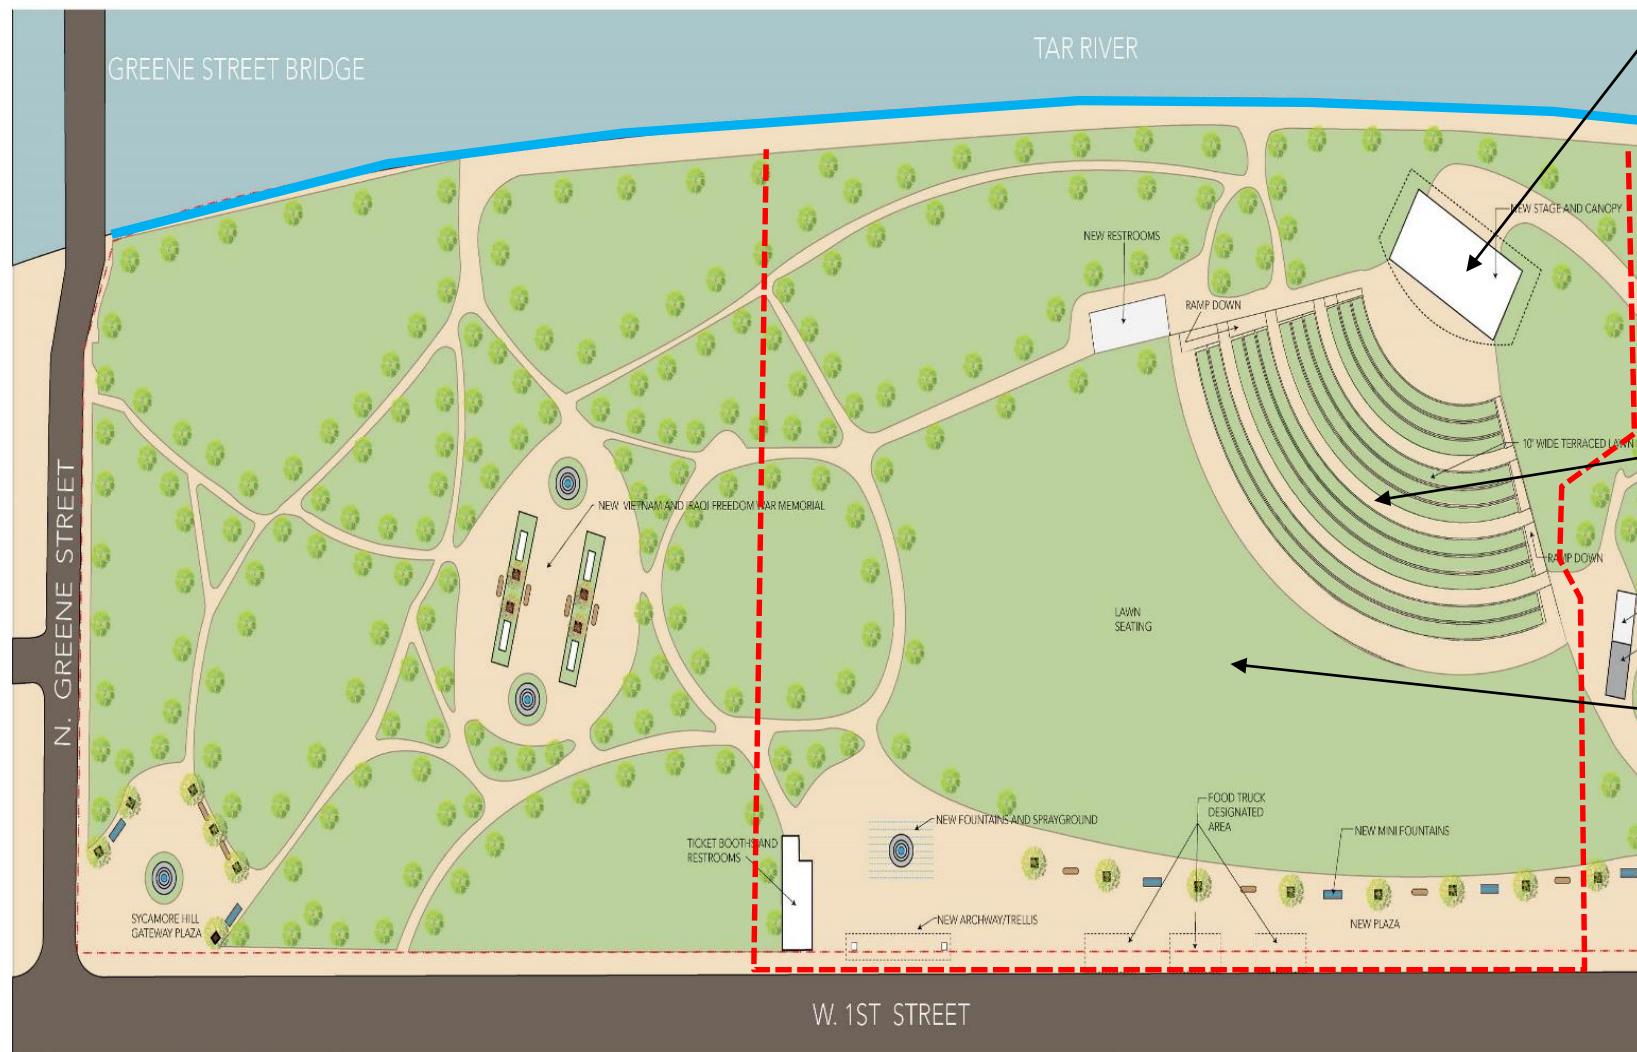 TAR RIVER
GREENE STREET BRIDGE
NEW STAGE AND CANOPY
NEW RESTROOMS
RAMP DOWN
10' WIDE TERRACED LAWN
NEW VIETNAM AND IRAQI FREEDOM WAR MEMORIAL
RAMP DOWN
N. GREENE STREET
LAWN
SEATING
FOOD TRUCK
DESIGNATED
AREA
NEW FOUNTAINS AND SPRAYGROUND
NEW MINI FOUNTAINS
TICKET BOOTHS AND
RESTROOMS
SYCAMORE HILL
GATEWAY PLAZA
NEW ARCHWAY/TRELLIS
NEW PLAZA
W. 1ST STREET